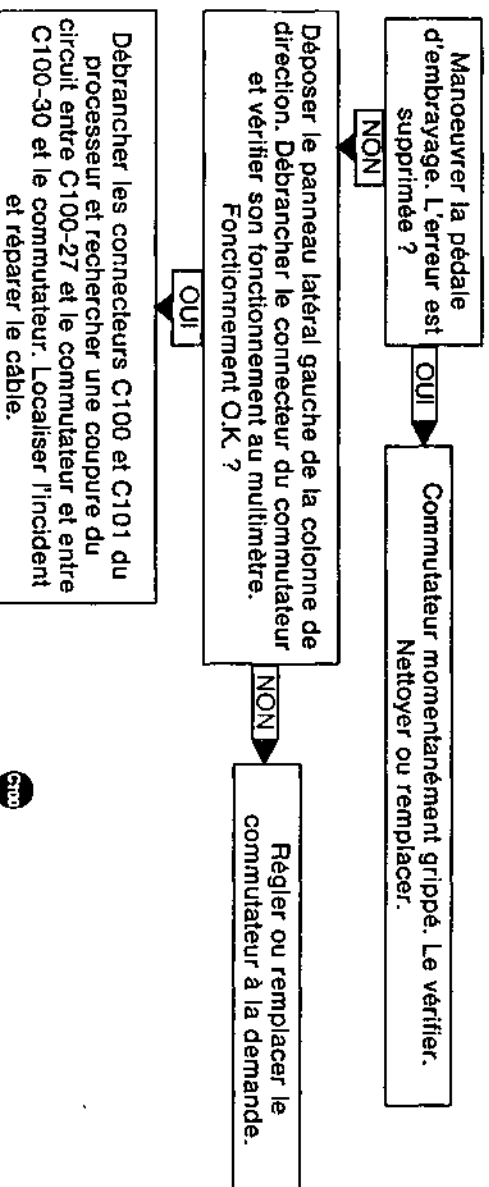 Manoeuvrer la pédale
d'embrayage. L'erreur est
supprimée ?
OUI
Commutateur momentanément grippé. Le vérifier.
Nettoyer ou remplacer.
NON
Déposer le panneau latéral gauche de la colonne de
direction. Débrancher le connecteur du commutateur
et vérifier son fonctionnement au multimètre.
Fonctionnement O.K. ?
NON
Régler ou remplacer le
commutateur à la demande.
OUI
Débrancher les connecteurs C100 et C101 du
processeur et rechercher une coupure du
circuit entre C100-27 et le commutateur et entre
C100-30 et le commutateur. Localiser l'incident
et réparer le câble.
C100